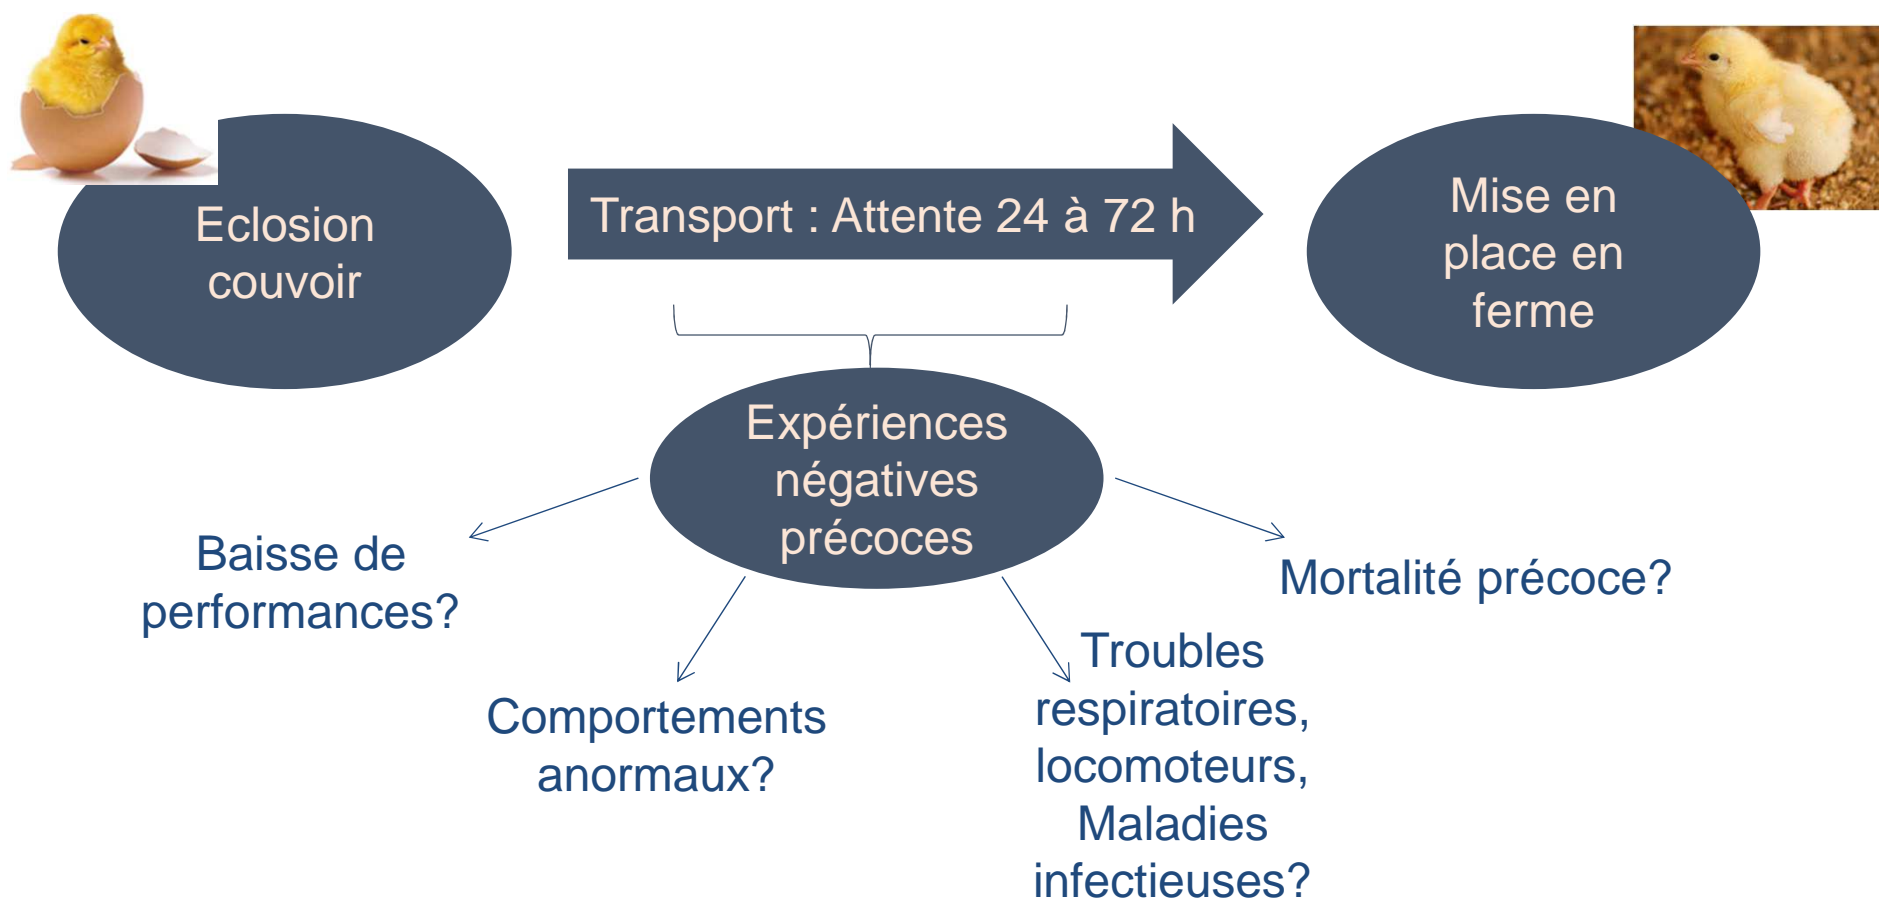 Eclosion
couvoir
Transport : Attente 24 à 72 h
Mise en
place en
ferme
Expériences
négatives
précoces
Baisse de
performances?
Comportements
anormaux?
Troubles
respiratoires,
locomoteurs,
Maladies
infectieuses?
Mortalité précoce?